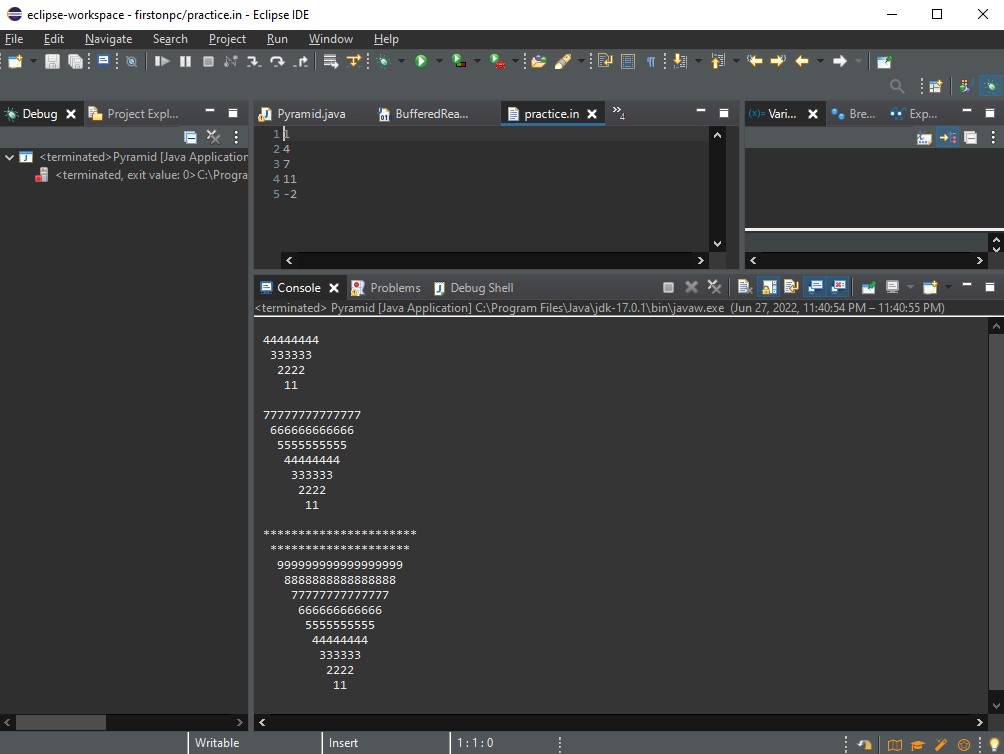 eclipse-workspace - firstonpc/practice.in - Eclipse IDE
File Edit Navigate Search Project Run Window Help
Debug Project Expl...
<terminated>Pyramid [Java Application
<terminated, exit value: 0>C:\Progra
Pyramid.java BufferedRea... practice.in 4
1 1
2 4
3 7
4 11
5 -2
(x)= Vari... Bre... Exp...
Console Problems Debug Shell
<terminated> Pyramid [Java Application] C:\Program Files\Java\jdk-17.0.1\bin\javaw.exe (Jun 27, 2022, 11:40:54 PM – 11:40:55 PM)
44444444
333333
2222
11
77777777777777
666666666666
5555555555
44444444
333333
2222
11
**********************
********************
999999999999999999
8888888888888888
77777777777777
666666666666
5555555555
44444444
333333
2222
11
Writable Insert 1 : 1 : 0